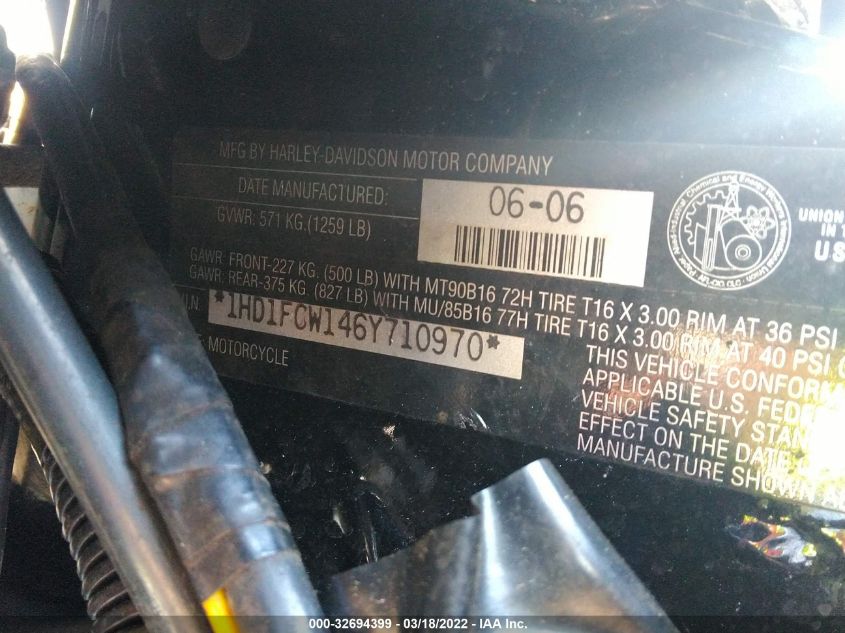 MFG BY HARLEY-DAVIDSON MOTOR COMPANY
DATE MANUFACTURED: 06-06
GVWR: 571 KG.(1259 LB)
GAWR: FRONT-227 KG. (500 LB) WITH MT90B16 72H TIRE T16 X 3.00 RIM AT 36 PSI
GAWR: REAR-375 KG. (827 LB) WITH MU/85B16 77H TIRE T16 X 3.00 RIM AT 40 PSI
*1HD1FCW146Y710970*
MOTORCYCLE
THIS VEHICLE CONFORM
APPLICABLE U.S. FEDE
VEHICLE SAFETY STAN
EFFECT ON THE DATE
MANUFACTURE SHOWN
UNION
IN
US
000-32694399 - 03/18/2022 - IAA Inc.